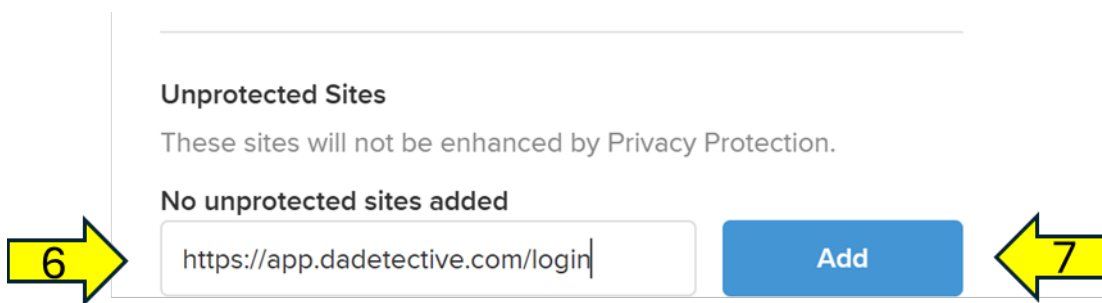 Unprotected Sites
These sites will not be enhanced by Privacy Protection.
No unprotected sites added
6 https://app.dadetective.com/login Add 7